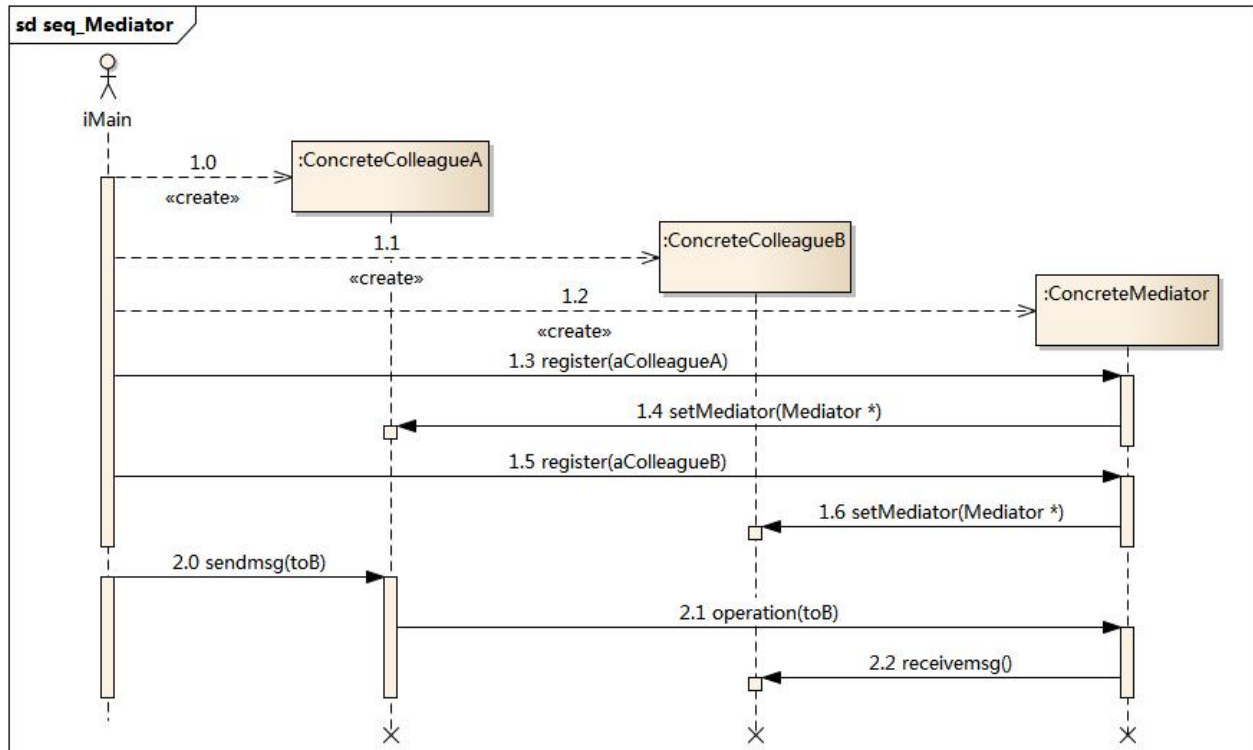 sd seq_Mediator
iMain
:ConcreteColleagueA
1.0
«create»
:ConcreteColleagueB
1.1
«create»
:ConcreteMediator
1.2
«create»
1.3 register(aColleagueA)
1.4 setMediator(Mediator *)
1.5 register(aColleagueB)
1.6 setMediator(Mediator *)
2.0 sendmsg(toB)
2.1 operation(toB)
2.2 receivemsg()